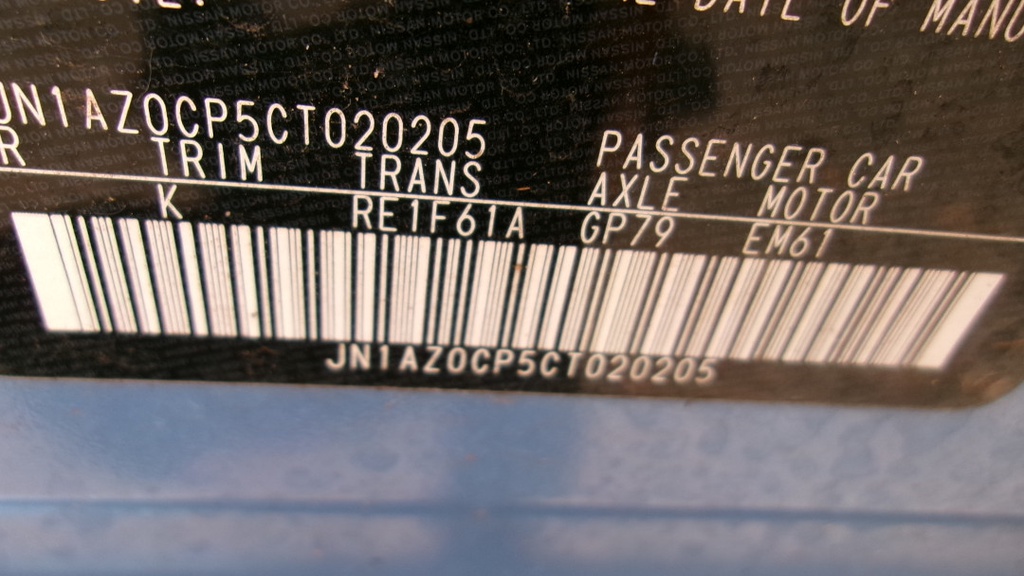 DATE OF MANU
JN1AZ0CP5CT020205 PASSENGER CAR
R TRIM TRANS AXLE MOTOR
K RE1F61A GP79 EM61
JN1AZ0CP5CT020205